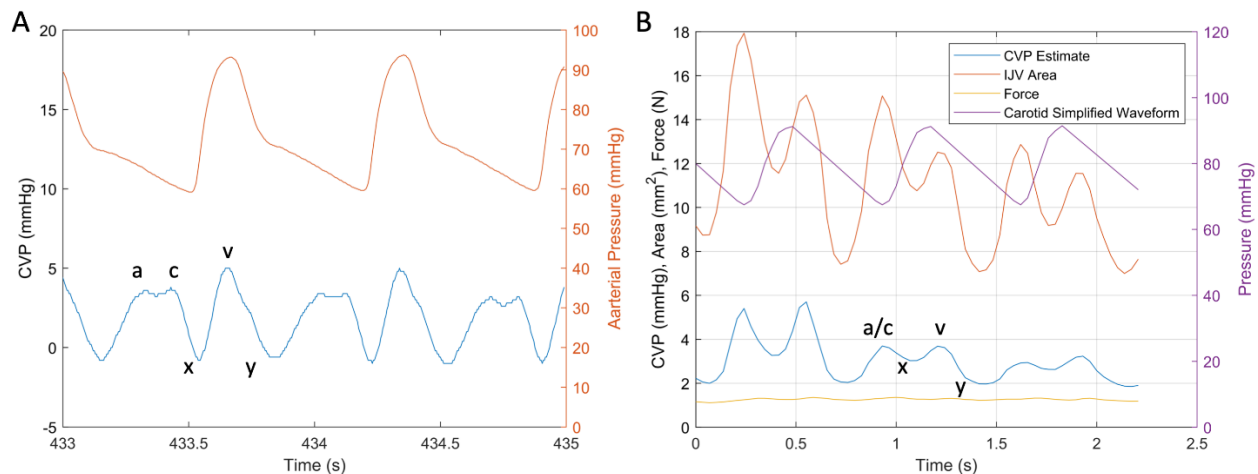 A
CVP (mmHg)
20
15
10
5
0
-5
a
c
v
x
y
100
90
80
70
60
50
40
30
20
10
0
Aarterial Pressure (mmHg)
433
433.5
434
434.5
435
Time (s)
B
CVP (mmHg), Area (mm²), Force (N)
18
16
14
12
10
8
6
4
2
0
CVP Estimate
IJV Area
Force
Carotid Simplified Waveform
a/c
v
x
y
120
100
80
60
40
20
0
Pressure (mmHg)
0
0.5
1
1.5
2
2.5
Time (s)